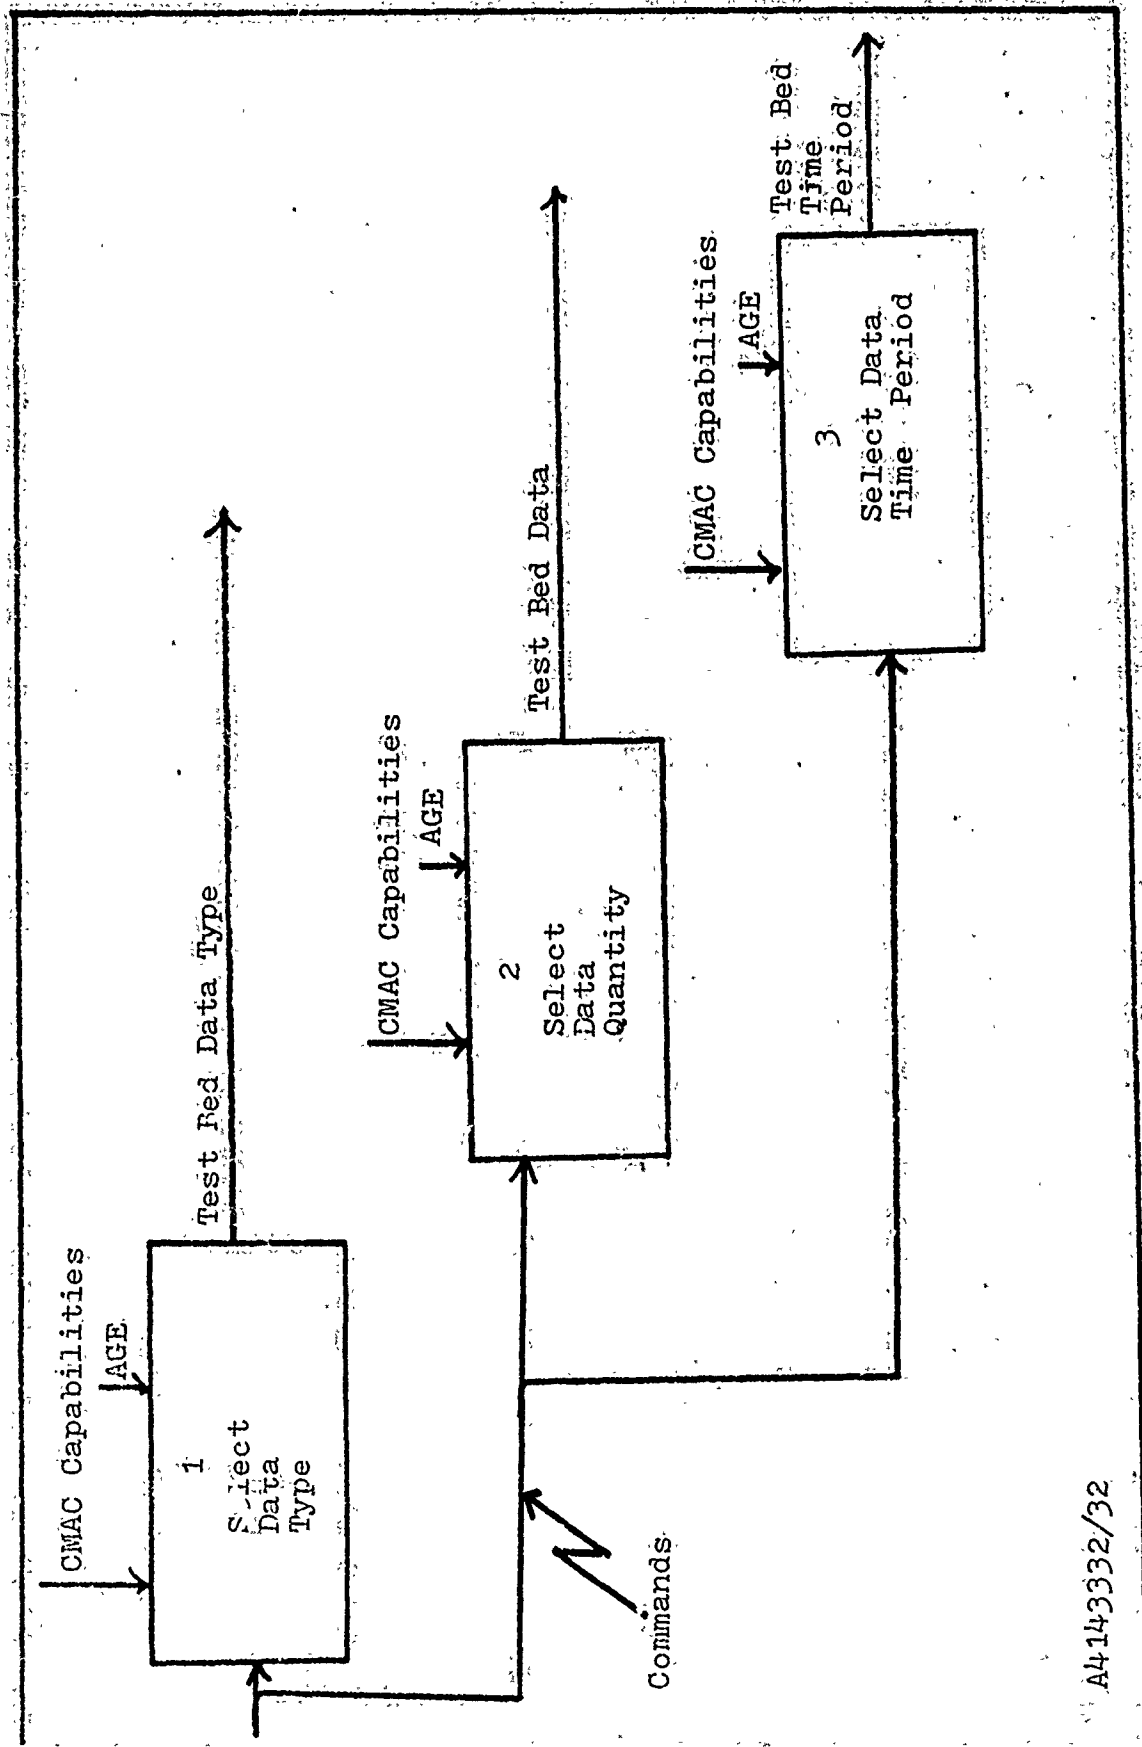 CMAC Capabilities
AGE
1
Select
Data
Type
Test Bed Data Type
CMAC Capabilities
AGE
2
Select
Data
Quantity
Test Bed Data
CMAC Capabilities
AGE
3
Select Data
Time Period
Test Bed
Time
Period
Commands
A4143332/32